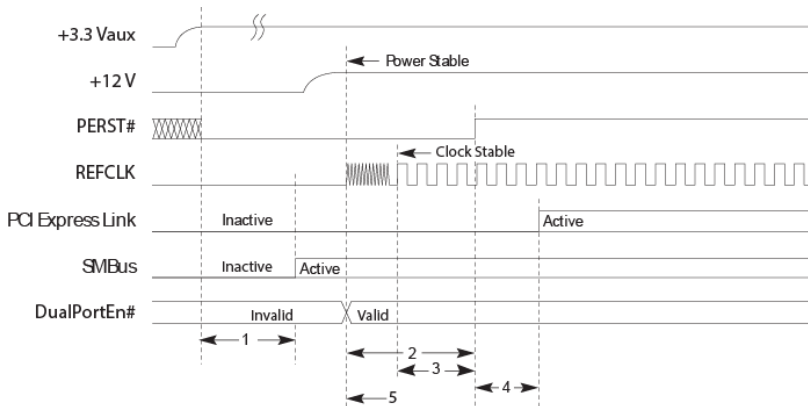 +3.3 Vaux
Power Stable
+12 V
PERST#
Clock Stable
REFCLK
PCI Express Link
Inactive
Active
SMBus
Inactive
Active
DualPortEn#
Invalid
Valid
1
2
3
4
5